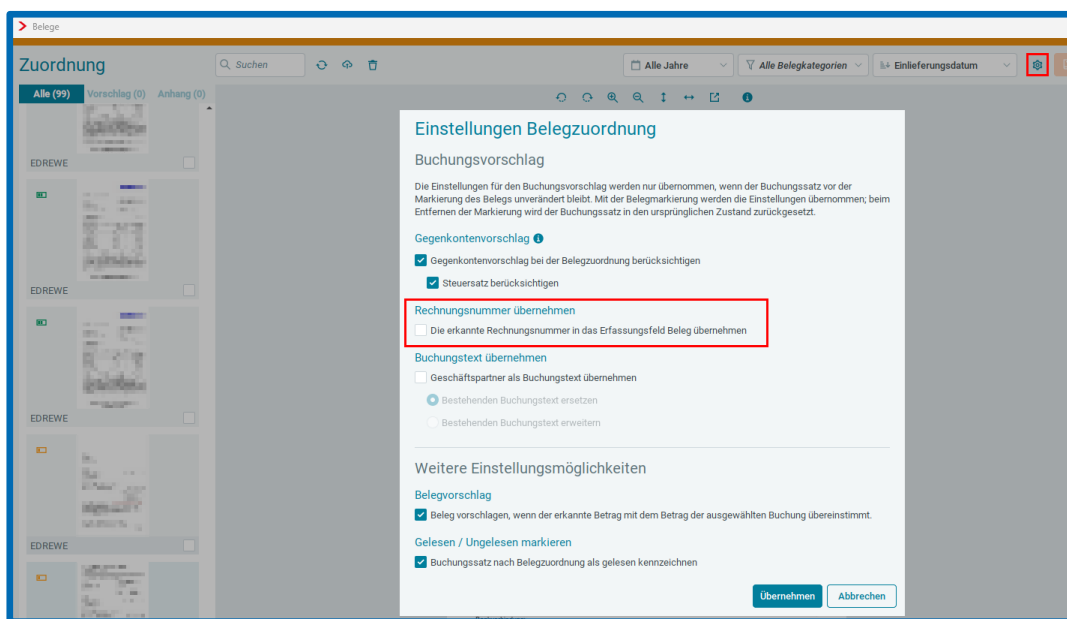 Belege
Zuordnung
Suchen
Alle Jahre
Alle Belegkategorien
Einlieferungsdatum
Alle (99) Vorschlag (0) Anhang (0)
EDREWE
EDREWE
EDREWE
EDREWE
Einstellungen Belegzuordnung
Buchungsvorschlag
Die Einstellungen für den Buchungsvorschlag werden nur übernommen, wenn der Buchungssatz vor der
Markierung des Belegs unverändert bleibt. Mit der Belegmarkierung werden die Einstellungen übernommen; beim
Entfernen der Markierung wird der Buchungssatz in den ursprünglichen Zustand zurückgesetzt.
Gegenkontenvorschlag
Gegenkontenvorschlag bei der Belegzuordnung berücksichtigen
Steuersatz berücksichtigen
Rechnungsnummer übernehmen
Die erkannte Rechnungsnummer in das Erfassungsfeld Beleg übernehmen
Buchungstext übernehmen
Geschäftspartner als Buchungstext übernehmen
Bestehenden Buchungstext ersetzen
Bestehenden Buchungstext erweitern
Weitere Einstellungsmöglichkeiten
Belegvorschlag
Beleg vorschlagen, wenn der erkannte Betrag mit dem Betrag der ausgewählten Buchung übereinstimmt.
Gelesen / Ungelesen markieren
Buchungssatz nach Belegzuordnung als gelesen kennzeichnen
Übernehmen Abbrechen